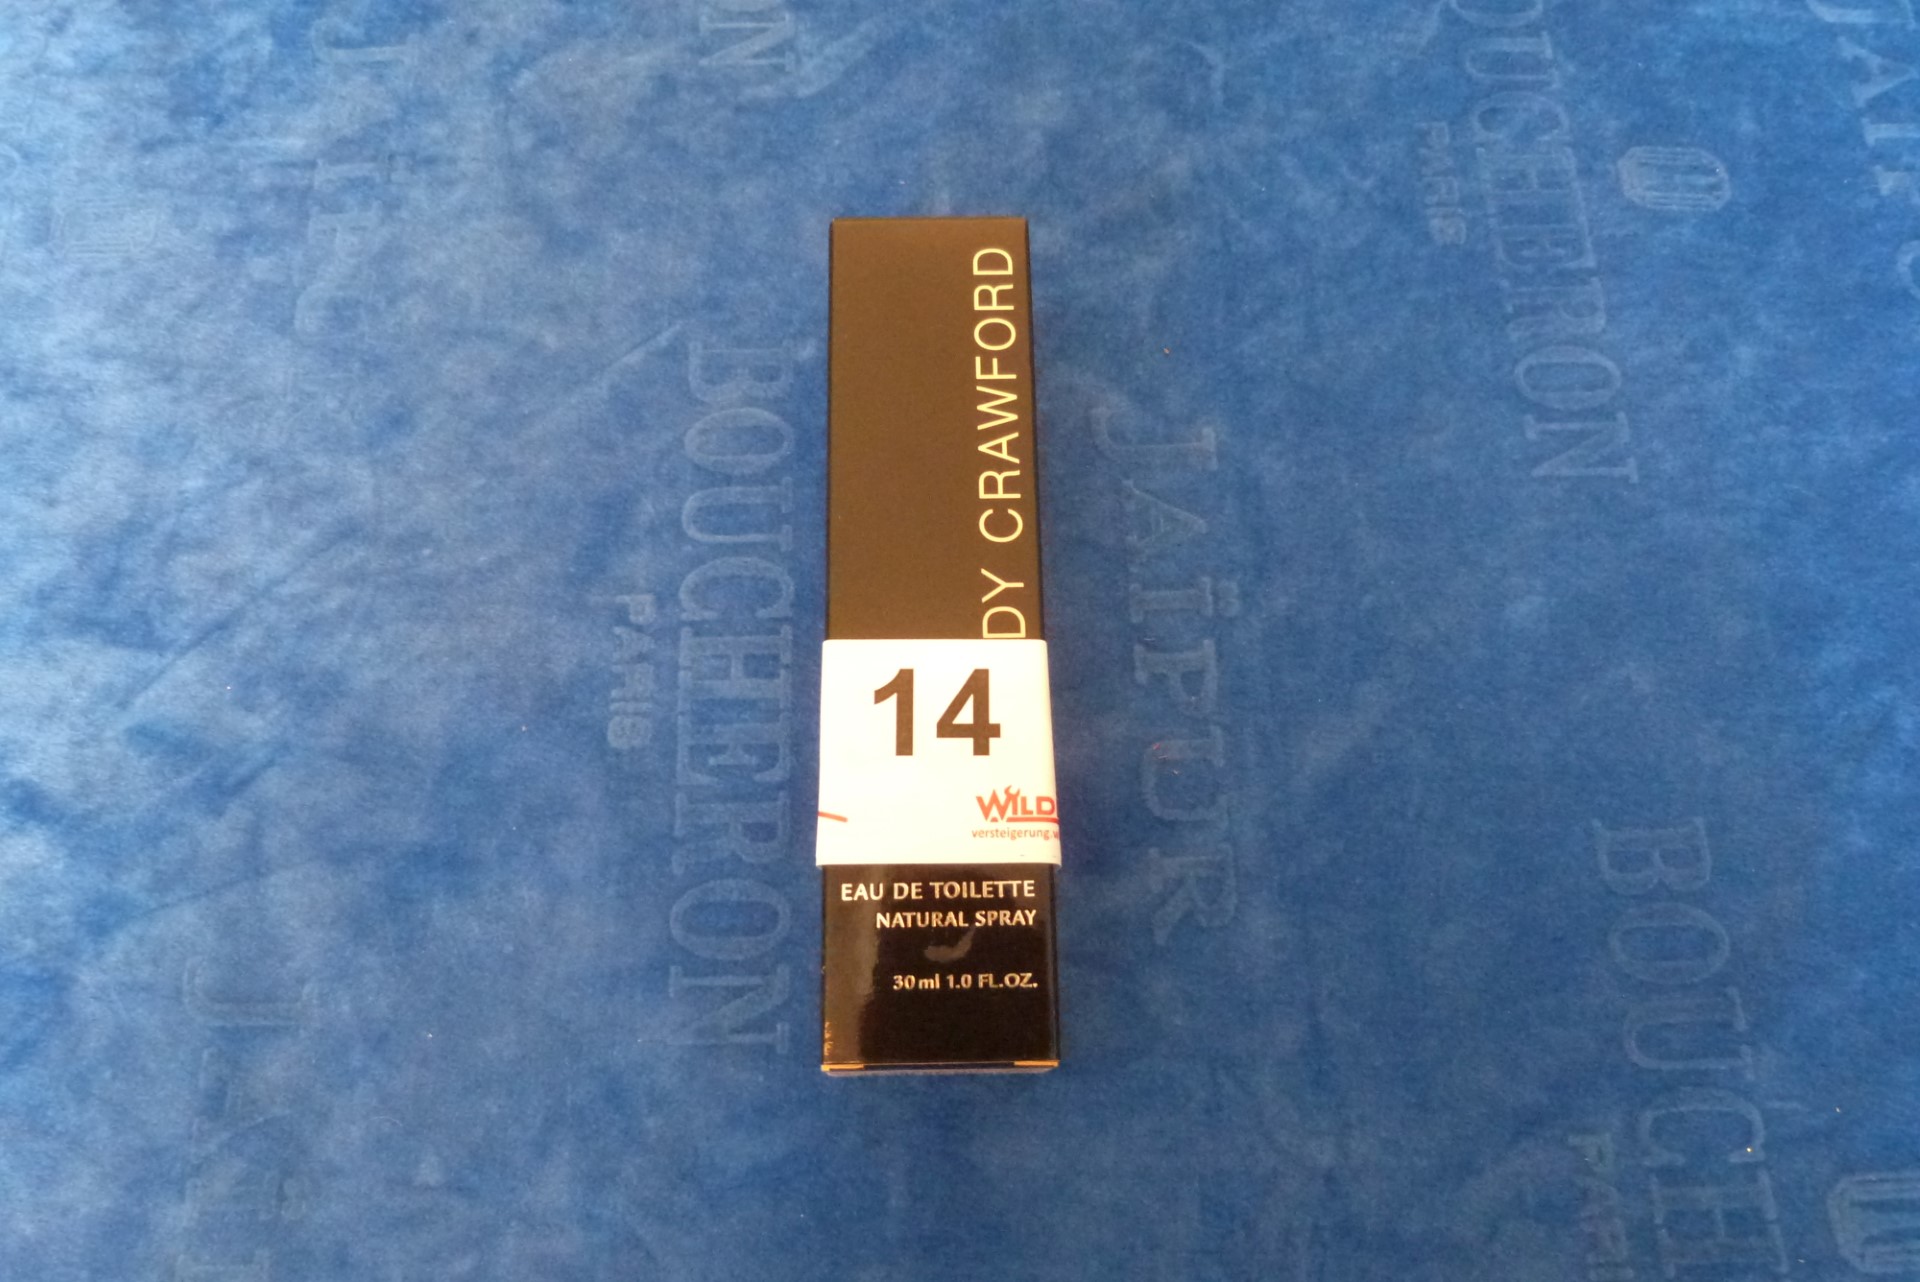 DY CRAWFORD
14
WILD
versteigerung.w
EAU DE TOILETTE
NATURAL SPRAY
30 ml 1.0 FL.OZ.
BOUCHERON
PARIS
JAÏPUR
BOUCHERON
PARIS
BOUCH